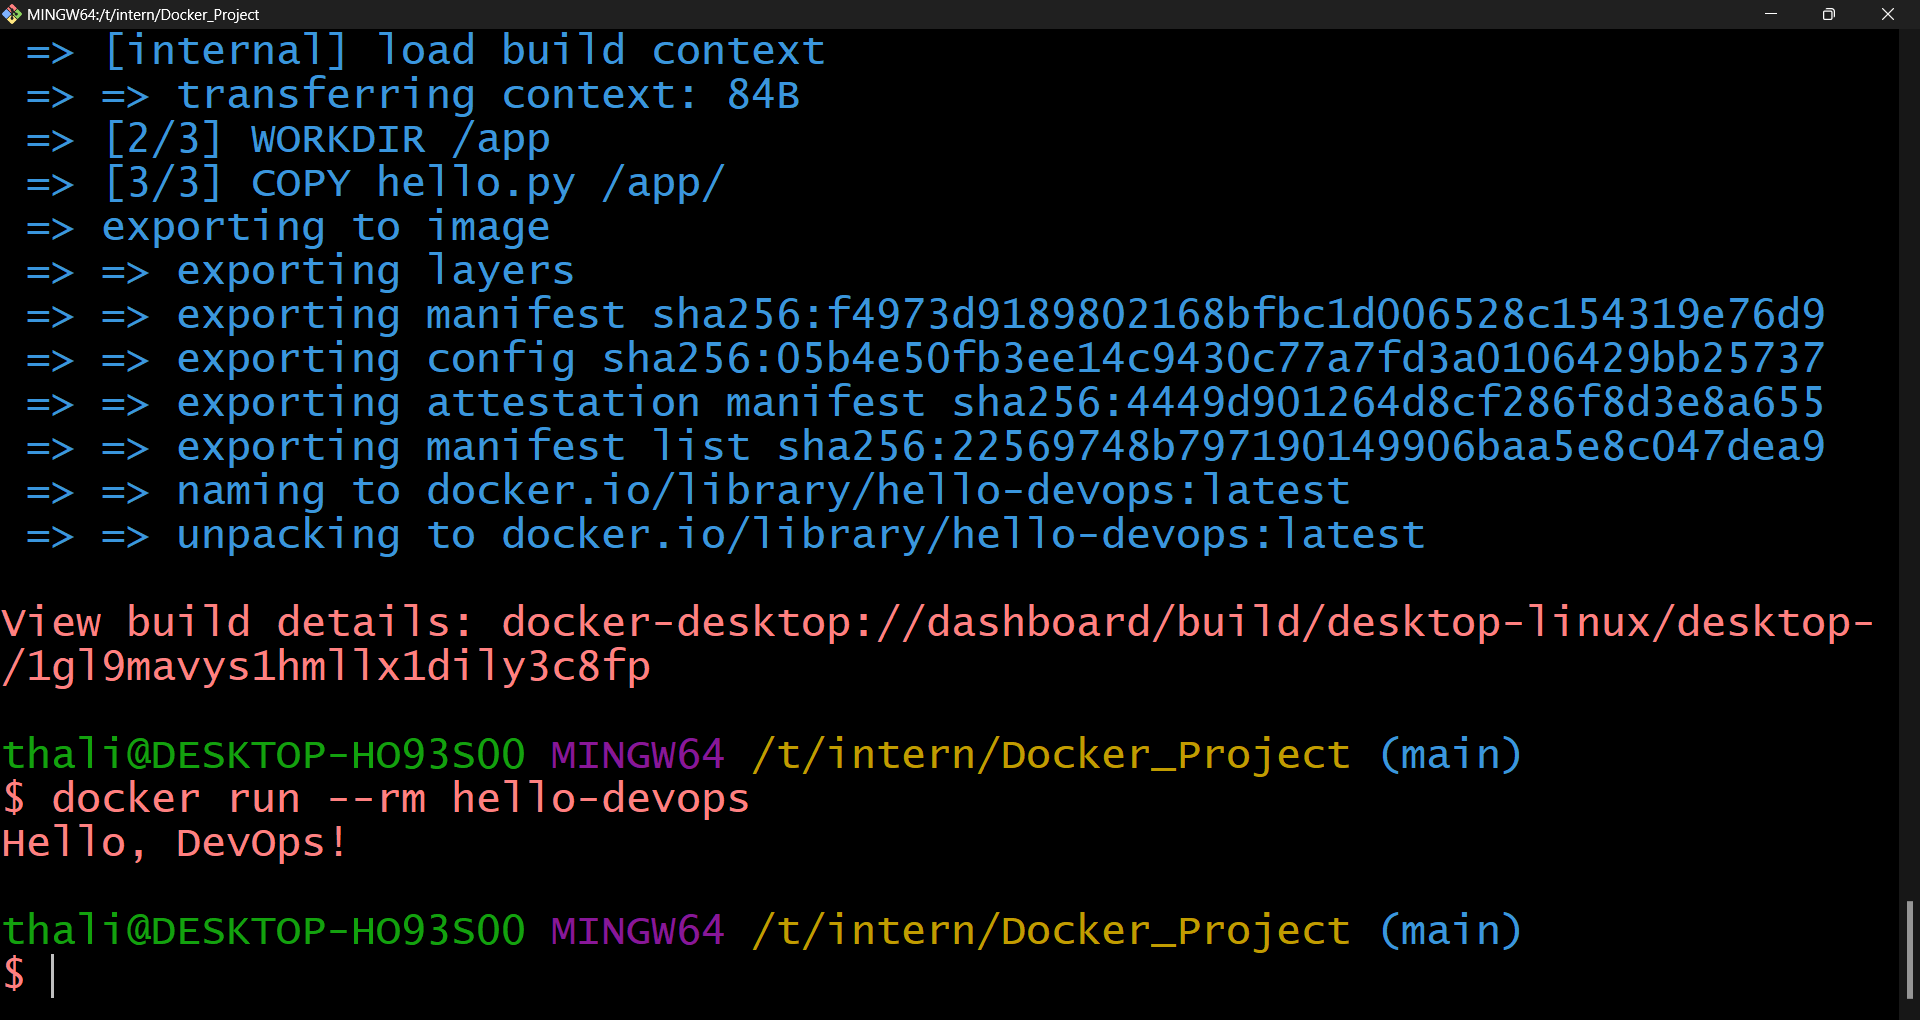 MINGW64:/t/intern/Docker_Project
=> [internal] load build context
=> => transferring context: 84B
=> [2/3] WORKDIR /app
=> [3/3] COPY hello.py /app/
=> exporting to image
=> => exporting layers
=> => exporting manifest sha256:f4973d9189802168bfbc1d006528c154319e76d9
=> => exporting config sha256:05b4e50fb3ee14c9430c77a7fd3a0106429bb25737
=> => exporting attestation manifest sha256:4449d901264d8cf286f8d3e8a655
=> => exporting manifest list sha256:22569748b797190149906baa5e8c047dea9
=> => naming to docker.io/library/hello-devops:latest
=> => unpacking to docker.io/library/hello-devops:latest
View build details: docker-desktop://dashboard/build/desktop-linux/desktop-
/1gl9mavys1hmllx1dily3c8fp
thali@DESKTOP-HO93S00 MINGW64 /t/intern/Docker_Project (main)
$ docker run --rm hello-devops
Hello, DevOps!
thali@DESKTOP-HO93S00 MINGW64 /t/intern/Docker_Project (main)
$